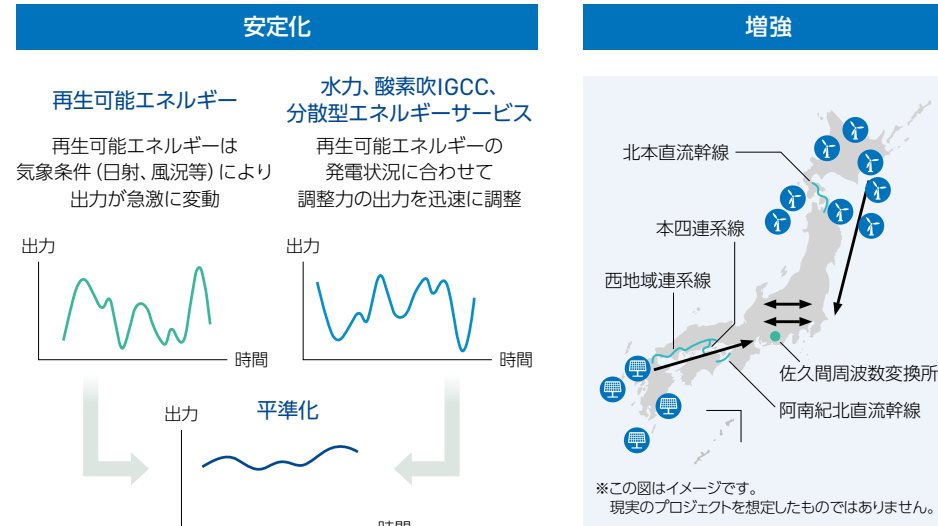 安定化
再生可能エネルギー
再生可能エネルギーは
気象条件（日射、風況等）により
出力が急激に変動
水力、酸素吹IGCC、
分散型エネルギーサービス
再生可能エネルギーの
発電状況に合わせて
調整力の出力を迅速に調整
出力
時間
出力
時間
平準化
出力
時間
増強
北本直流幹線
本四連系線
西地域連系線
佐久間周波数変換所
阿南紀北直流幹線
※この図はイメージです。
現実のプロジェクトを想定したものではありません。